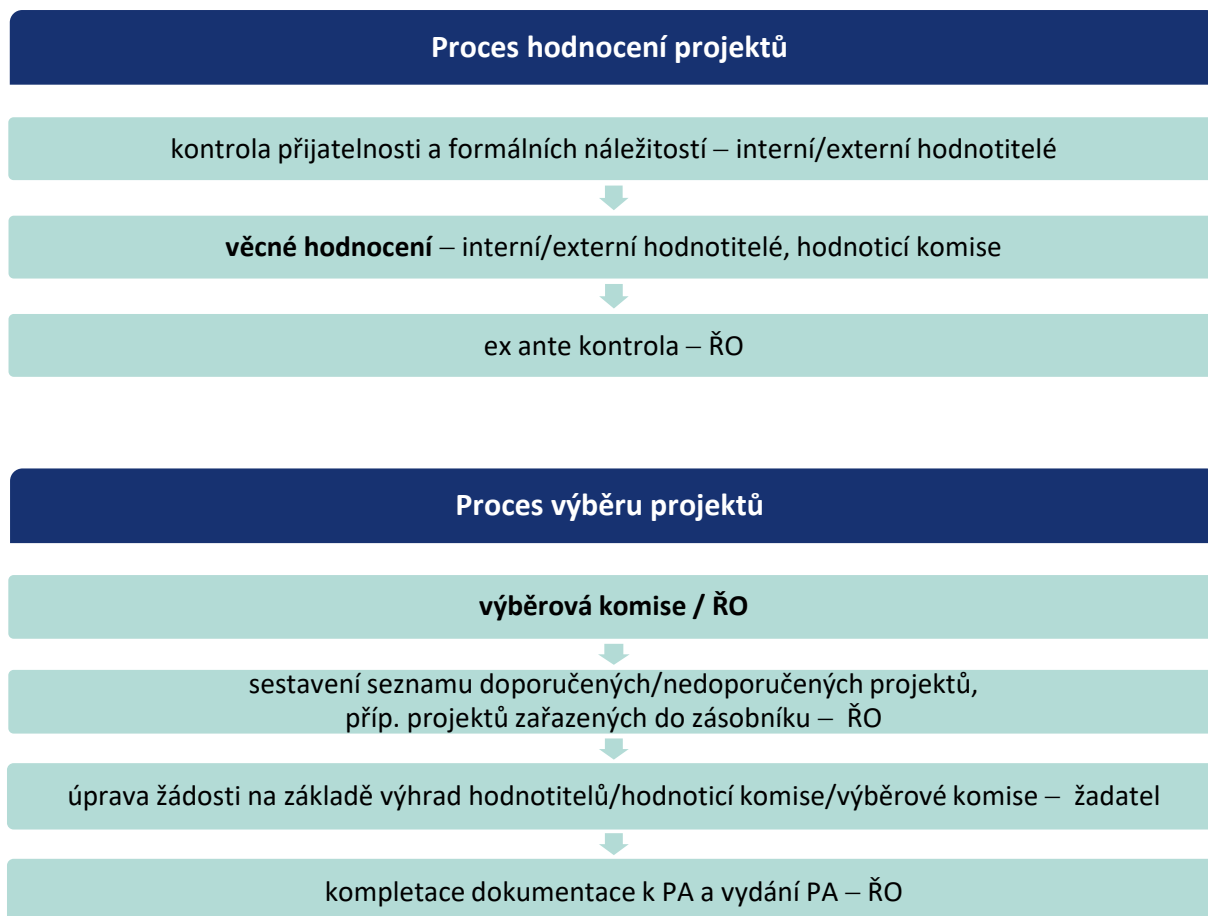 Proces hodnocení projektů
kontrola přijatelnosti a formálních náležitostí – interní/externí hodnotitelé
věcné hodnocení – interní/externí hodnotitelé, hodnoticí komise
ex ante kontrola – ŘO
Proces výběru projektů
výběrová komise / ŘO
sestavení seznamu doporučených/nedoporučených projektů,
příp. projektů zařazených do zásobníku – ŘO
úprava žádosti na základě výhrad hodnotitelů/hodnoticí komise/výběrové komise – žadatel
kompletace dokumentace k PA a vydání PA – ŘO